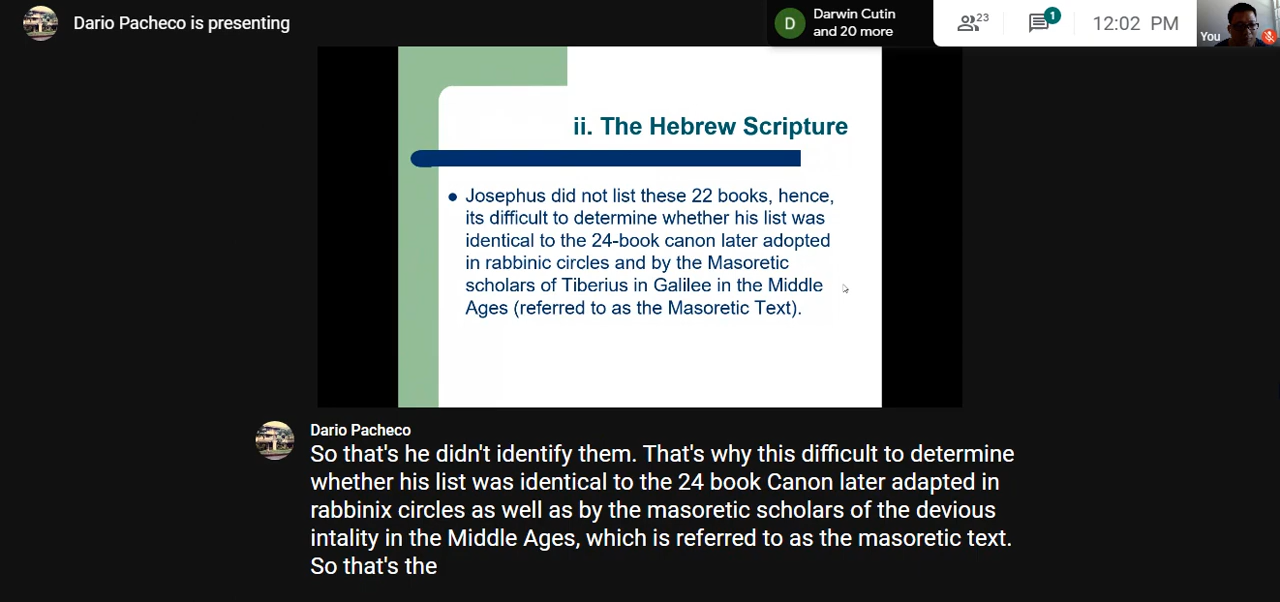 Dario Pacheco is presenting
D
Darwin Cutin
and 20 more
23
1
12:02 PM
You
ii. The Hebrew Scripture
Josephus did not list these 22 books, hence,
its difficult to determine whether his list was
identical to the 24-book canon later adopted
in rabbinic circles and by the Masoretic
scholars of Tiberius in Galilee in the Middle
Ages (referred to as the Masoretic Text).
Dario Pacheco
So that's he didn't identify them. That's why this difficult to determine
whether his list was identical to the 24 book Canon later adapted in
rabbinix circles as well as by the masoretic scholars of the devious
intality in the Middle Ages, which is referred to as the masoretic text.
So that's the